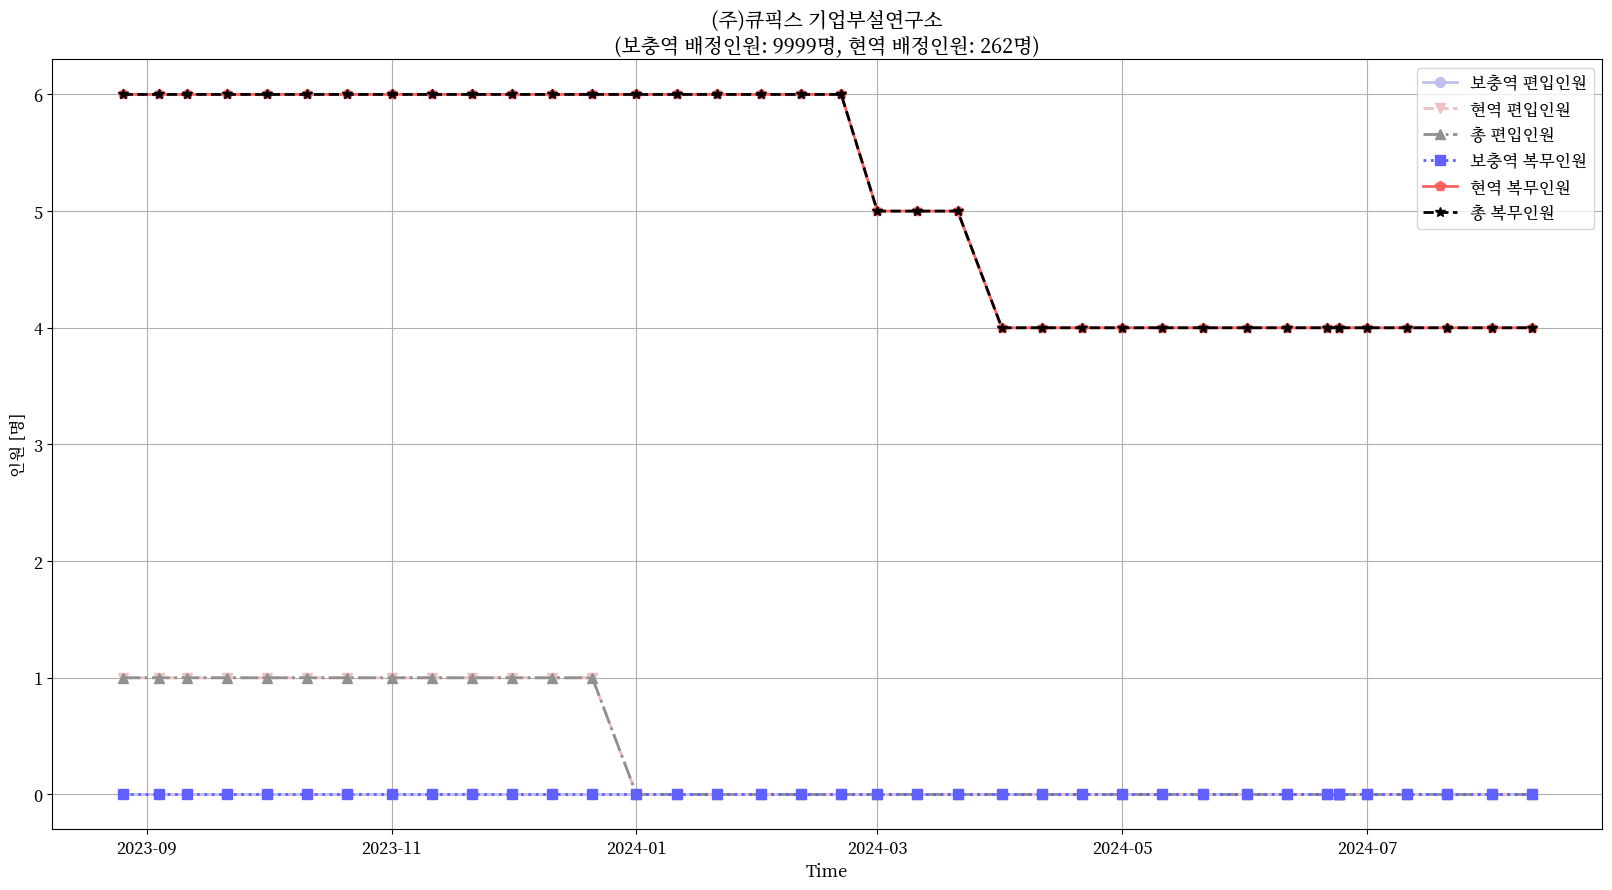 (주)큐픽스 기업부설연구소
(보충역 배정인원: 9999명, 현역 배정인원: 262명)
보충역 편입인원
현역 편입인원
총 편입인원
보충역 복무인원
현역 복무인원
총 복무인원
인원 [명]
6
5
4
3
2
1
0
2023-09
2023-11
2024-01
2024-03
2024-05
2024-07
Time